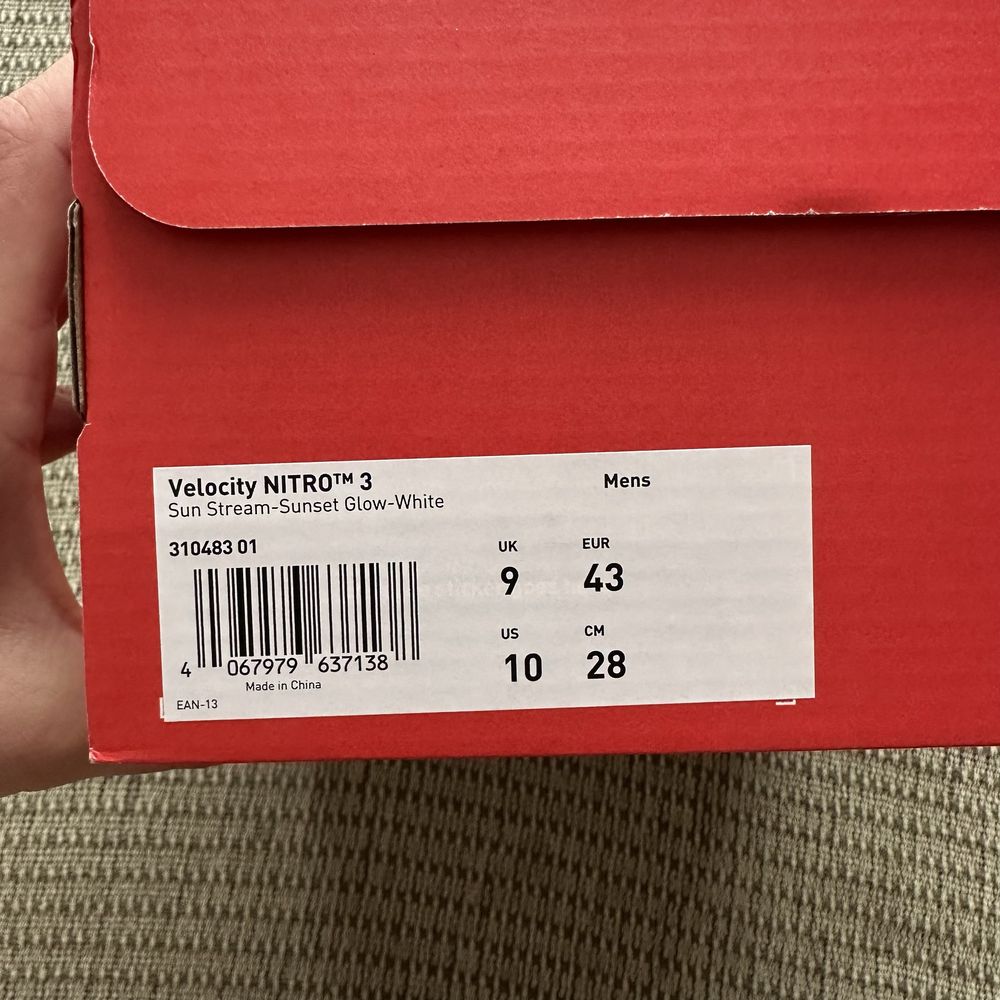 Velocity NITRO™ 3
Mens
Sun Stream-Sunset Glow-White
310483 01
UK
EUR
9
43
US
CM
10
28
4 067979 637138
Made in China
EAN-13